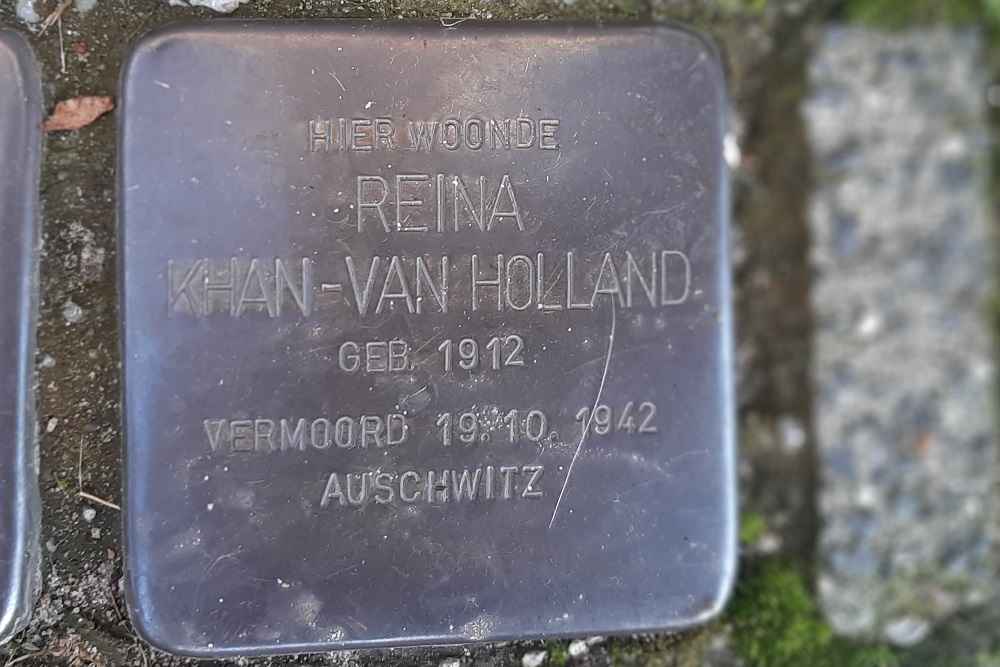 HIER WOONDE
REINA
KHAN-VAN HOLLAND
GEB. 1912
VERMOORD 19.10.1942
AUSCHWITZ